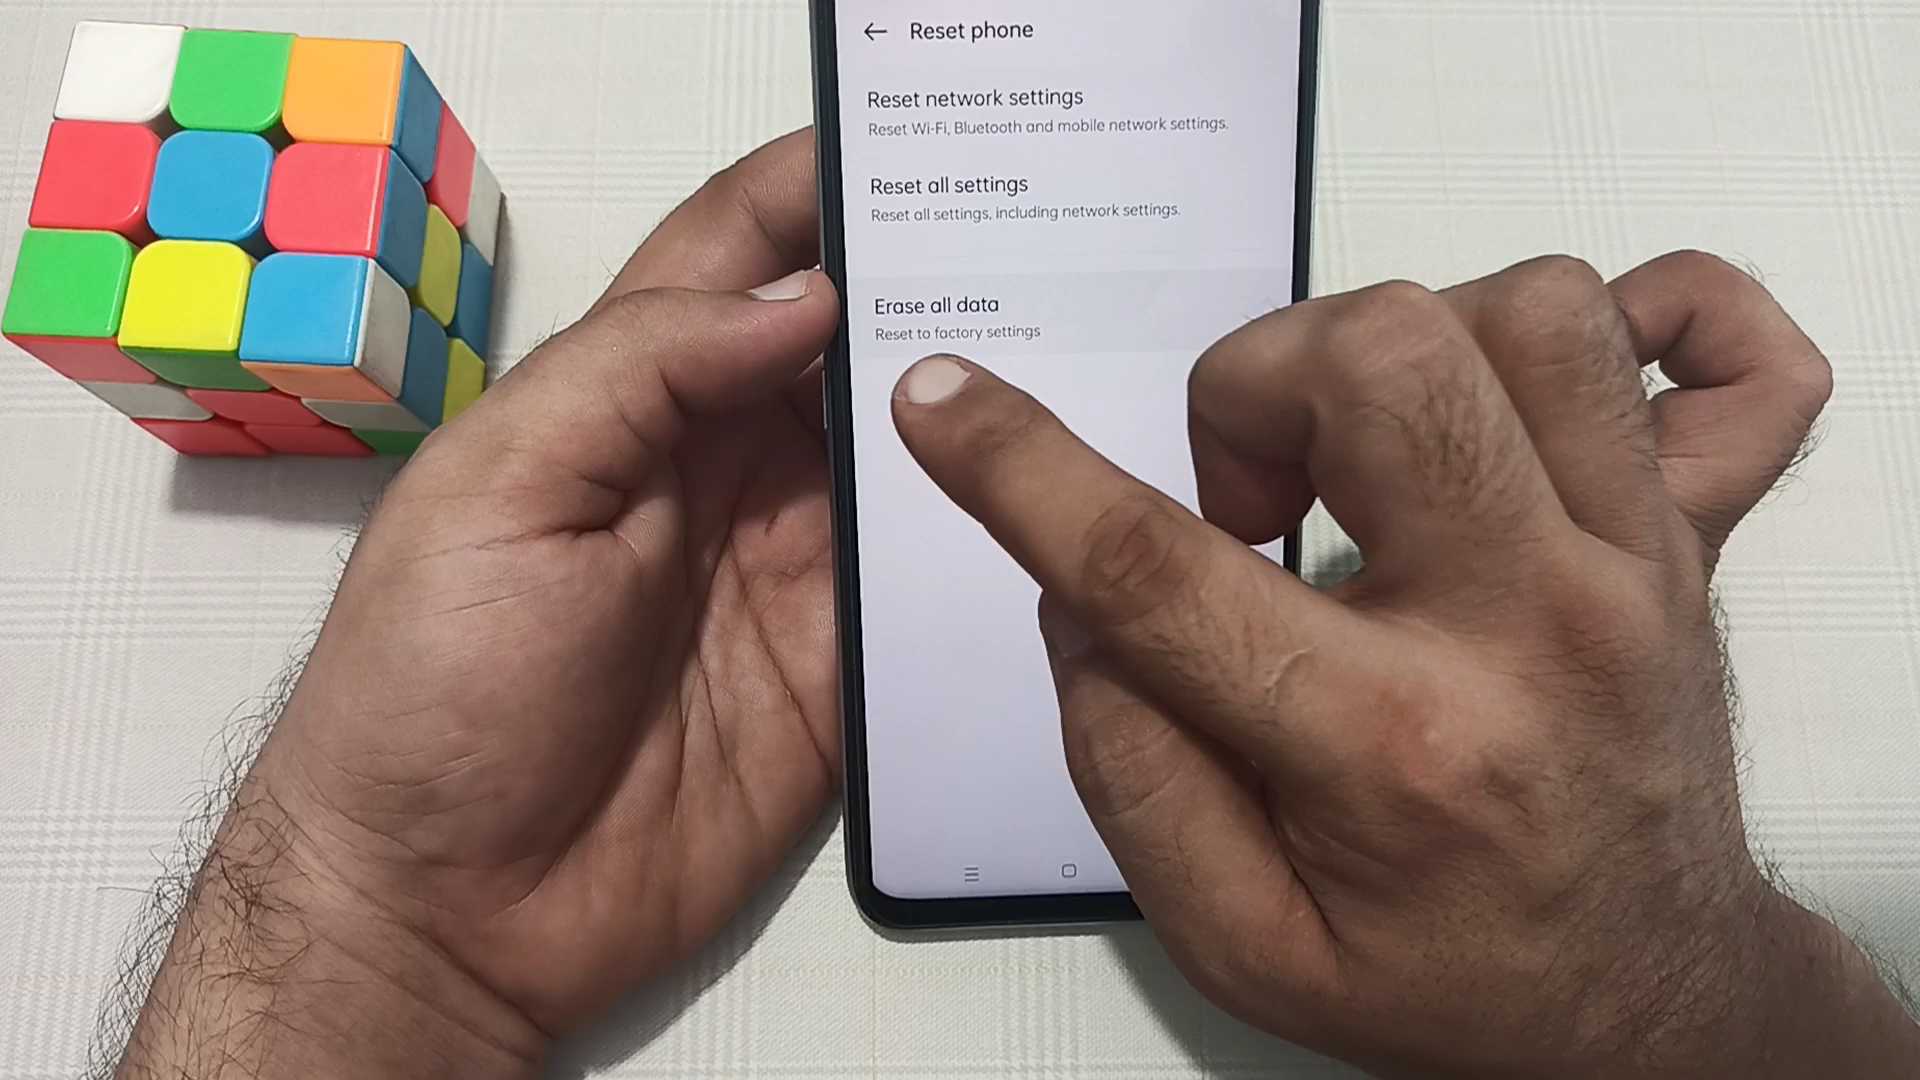 Reset phone
Reset network settings
Reset Wi-Fi, Bluetooth and mobile network settings.
Reset all settings
Reset all settings, including network settings.
Erase all data
Reset to factory settings